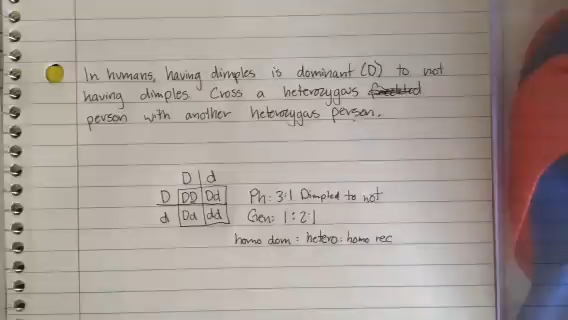 In humans, having dimples is dominant (D) to not
having dimples. Cross a heterozygous
person with another heterozygous person.
D d
D DD Dd Ph: 3:1 Dimpled to not
d Dd dd Gen: 1:2:1
homo dom : hetero : homo rec